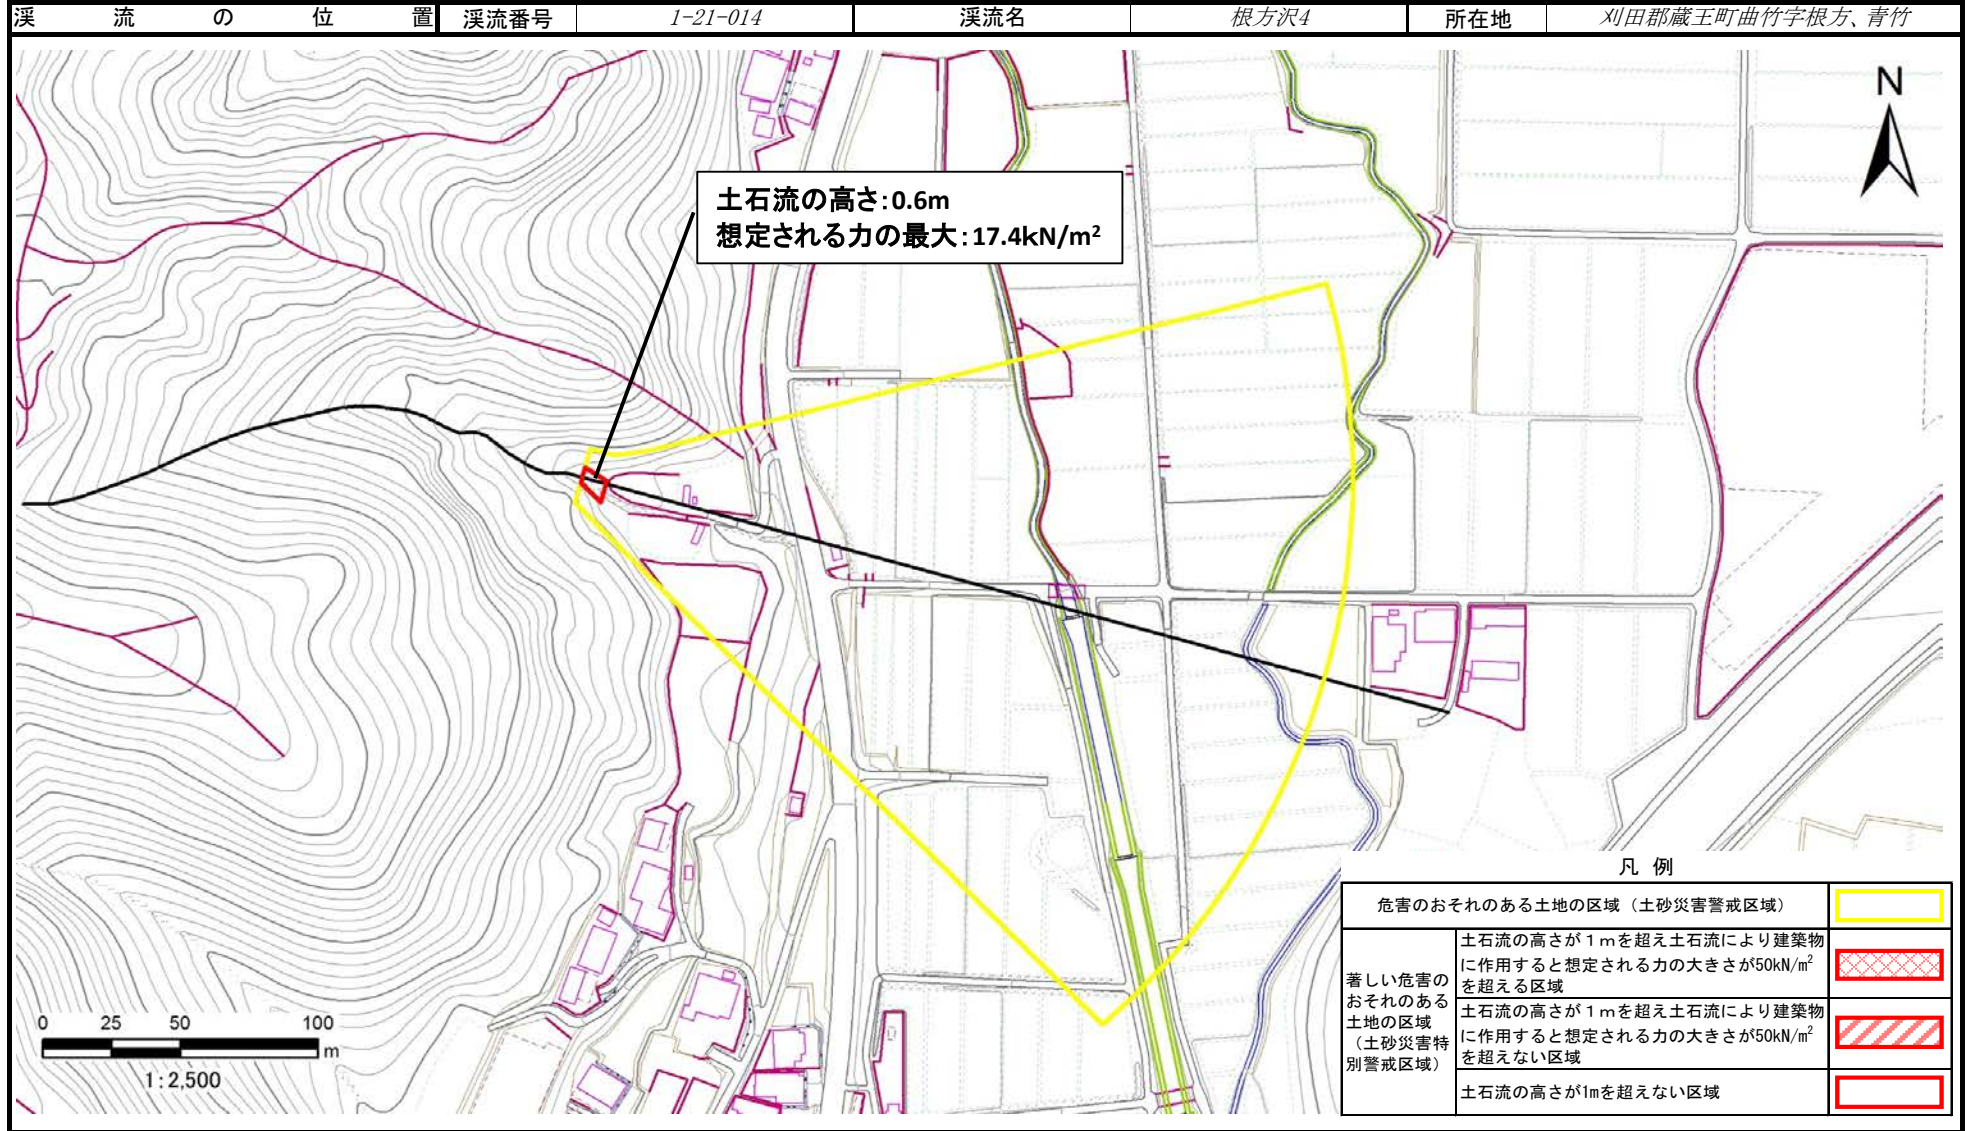 渓流の位置 渓流番号 1-21-014 渓流名 根方沢4 所在地 刈田郡蔵王町曲竹字根方、青竹
N
土石流の高さ:0.6m
想定される力の最大:17.4kN/m²
凡 例
危害のおそれのある土地の区域（土砂災害警戒区域）
著しい危害の
おそれのある
土地の区域
（土砂災害特
別警戒区域）
土石流の高さが１ｍを超え土石流により建築物
に作用すると想定される力の大きさが50kN/m²
を超える区域
土石流の高さが１ｍを超え土石流により建築物
に作用すると想定される力の大きさが50kN/m²
を超えない区域
土石流の高さが1mを超えない区域
0 25 50 100
m
1:2,500